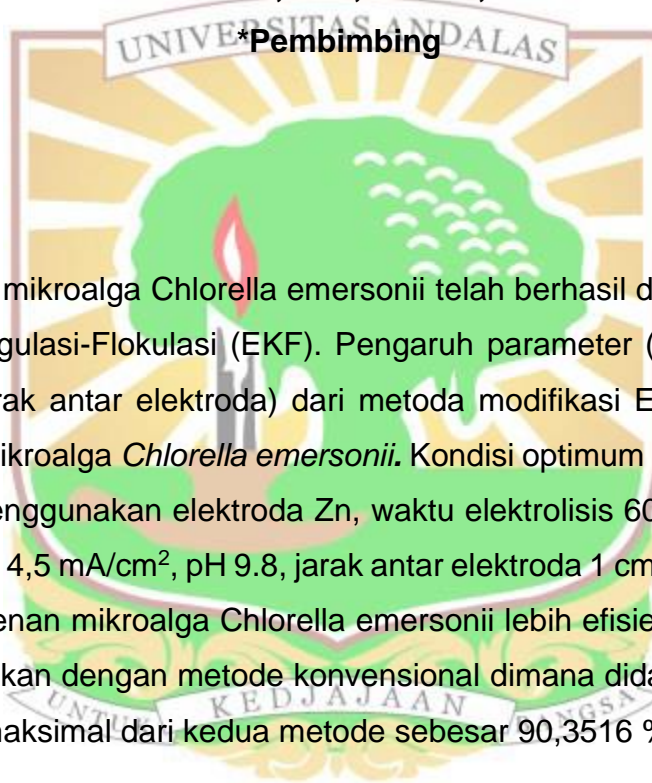 UNIVERSITAS ANDALAS
*Pembimbing
mikroalga Chlorella emersonii telah berhasil d
gulasi-Flokulasi (EKF). Pengaruh parameter (
rak antar elektroda) dari metoda modifikasi E
ikroalga Chlorella emersonii. Kondisi optimum
enggunakan elektroda Zn, waktu elektrolisis 60
4,5 mA/cm², pH 9.8, jarak antar elektroda 1 cm
enan mikroalga Chlorella emersonii lebih efisie
kan dengan metode konvensional dimana dida
naksimal dari kedua metode sebesar 90,3516 %
UNTUK KEDJAJAAN BANGSA